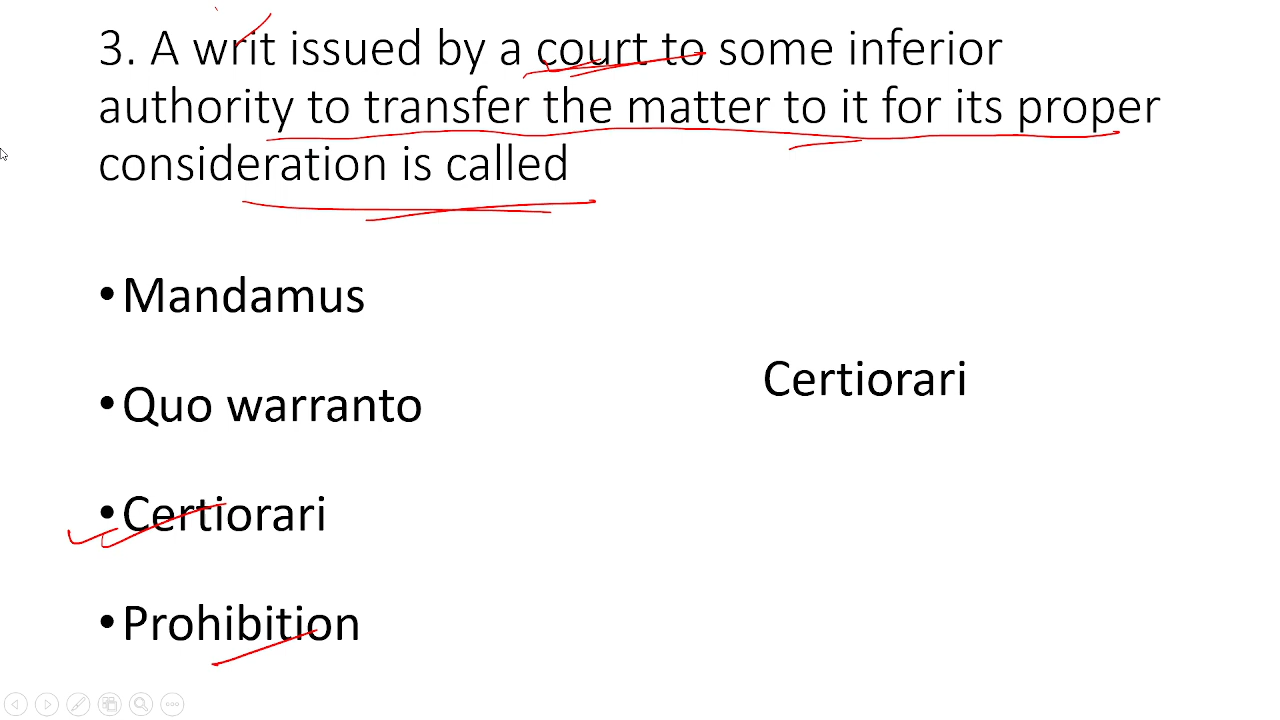 3. A writ issued by a court to some inferior
authority to transfer the matter to it for its proper
consideration is called
•Mandamus
•Quo warranto
•Certiorari
•Prohibition
Certiorari